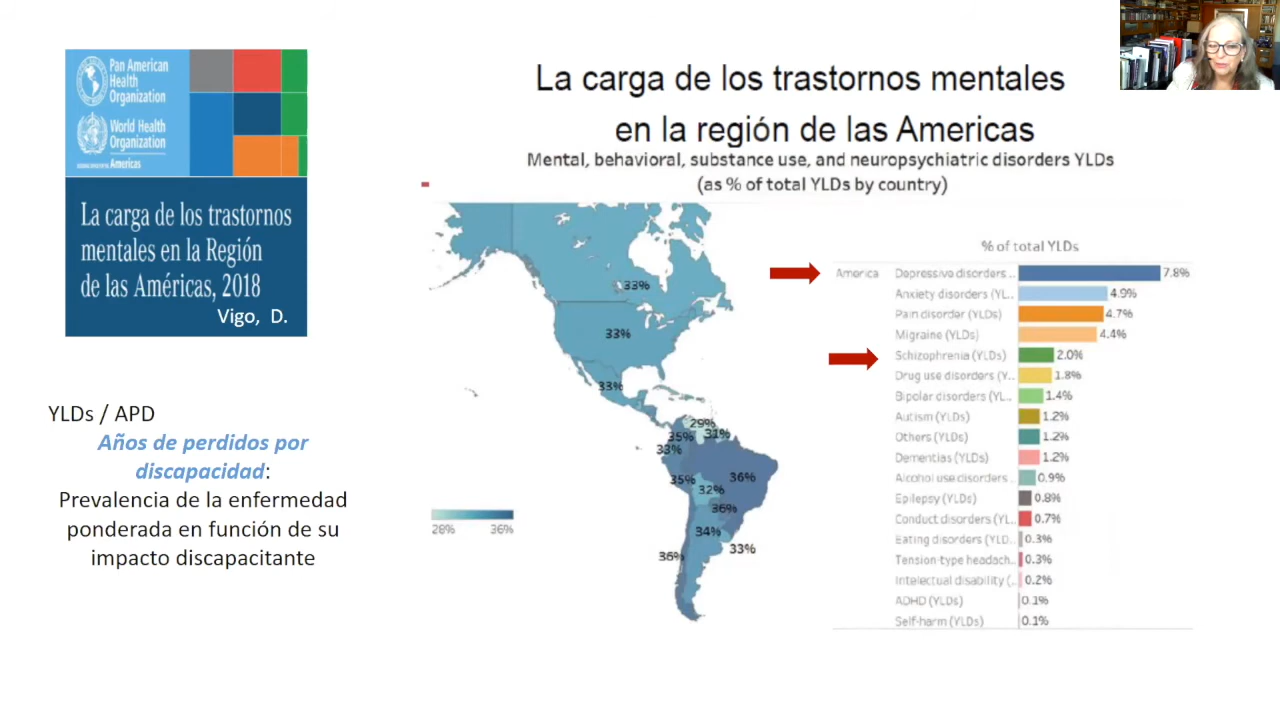 Pan American
Health
Organization
World Health
Organization
Americas
La carga de los trastornos
mentales en la Región
de las Américas, 2018
Vigo, D.
YLDs / APD
Años de perdidos por
discapacidad:
Prevalencia de la enfermedad
ponderada en función de su
impacto discapacitante
La carga de los trastornos mentales
en la región de las Americas
Mental, behavioral, substance use, and neuropsychiatric disorders YLDs
(as % of total YLDs by country)
33%
33%
33%
29%
35% 31%
33%
35% 36%
32%
36%
34%
36% 33%
28% 36%
% of total YLDs
America Depressive disorders .. 7.8%
Anxiety disorders (YL.. 4.9%
Pain disorder (YLDs) 4.7%
Migraine (YLDs) 4.4%
Schizophrenia (YLDs) 2.0%
Drug use disorders (Y.. 1.8%
Bipolar disorders (YL.. 1.4%
Autism (YLDs) 1.2%
Others (YLDs) 1.2%
Dementias (YLDs) 1.2%
Alcohol use disorders.. 0.9%
Epilepsy (YLDs) 0.8%
Conduct disorders (YL.. 0.7%
Eating disorders (YLD.. 0.3%
Tension-type headach.. 0.3%
Intelectual disability (.. 0.2%
ADHD (YLDs) 0.1%
Self-harm (YLDs) 0.1%